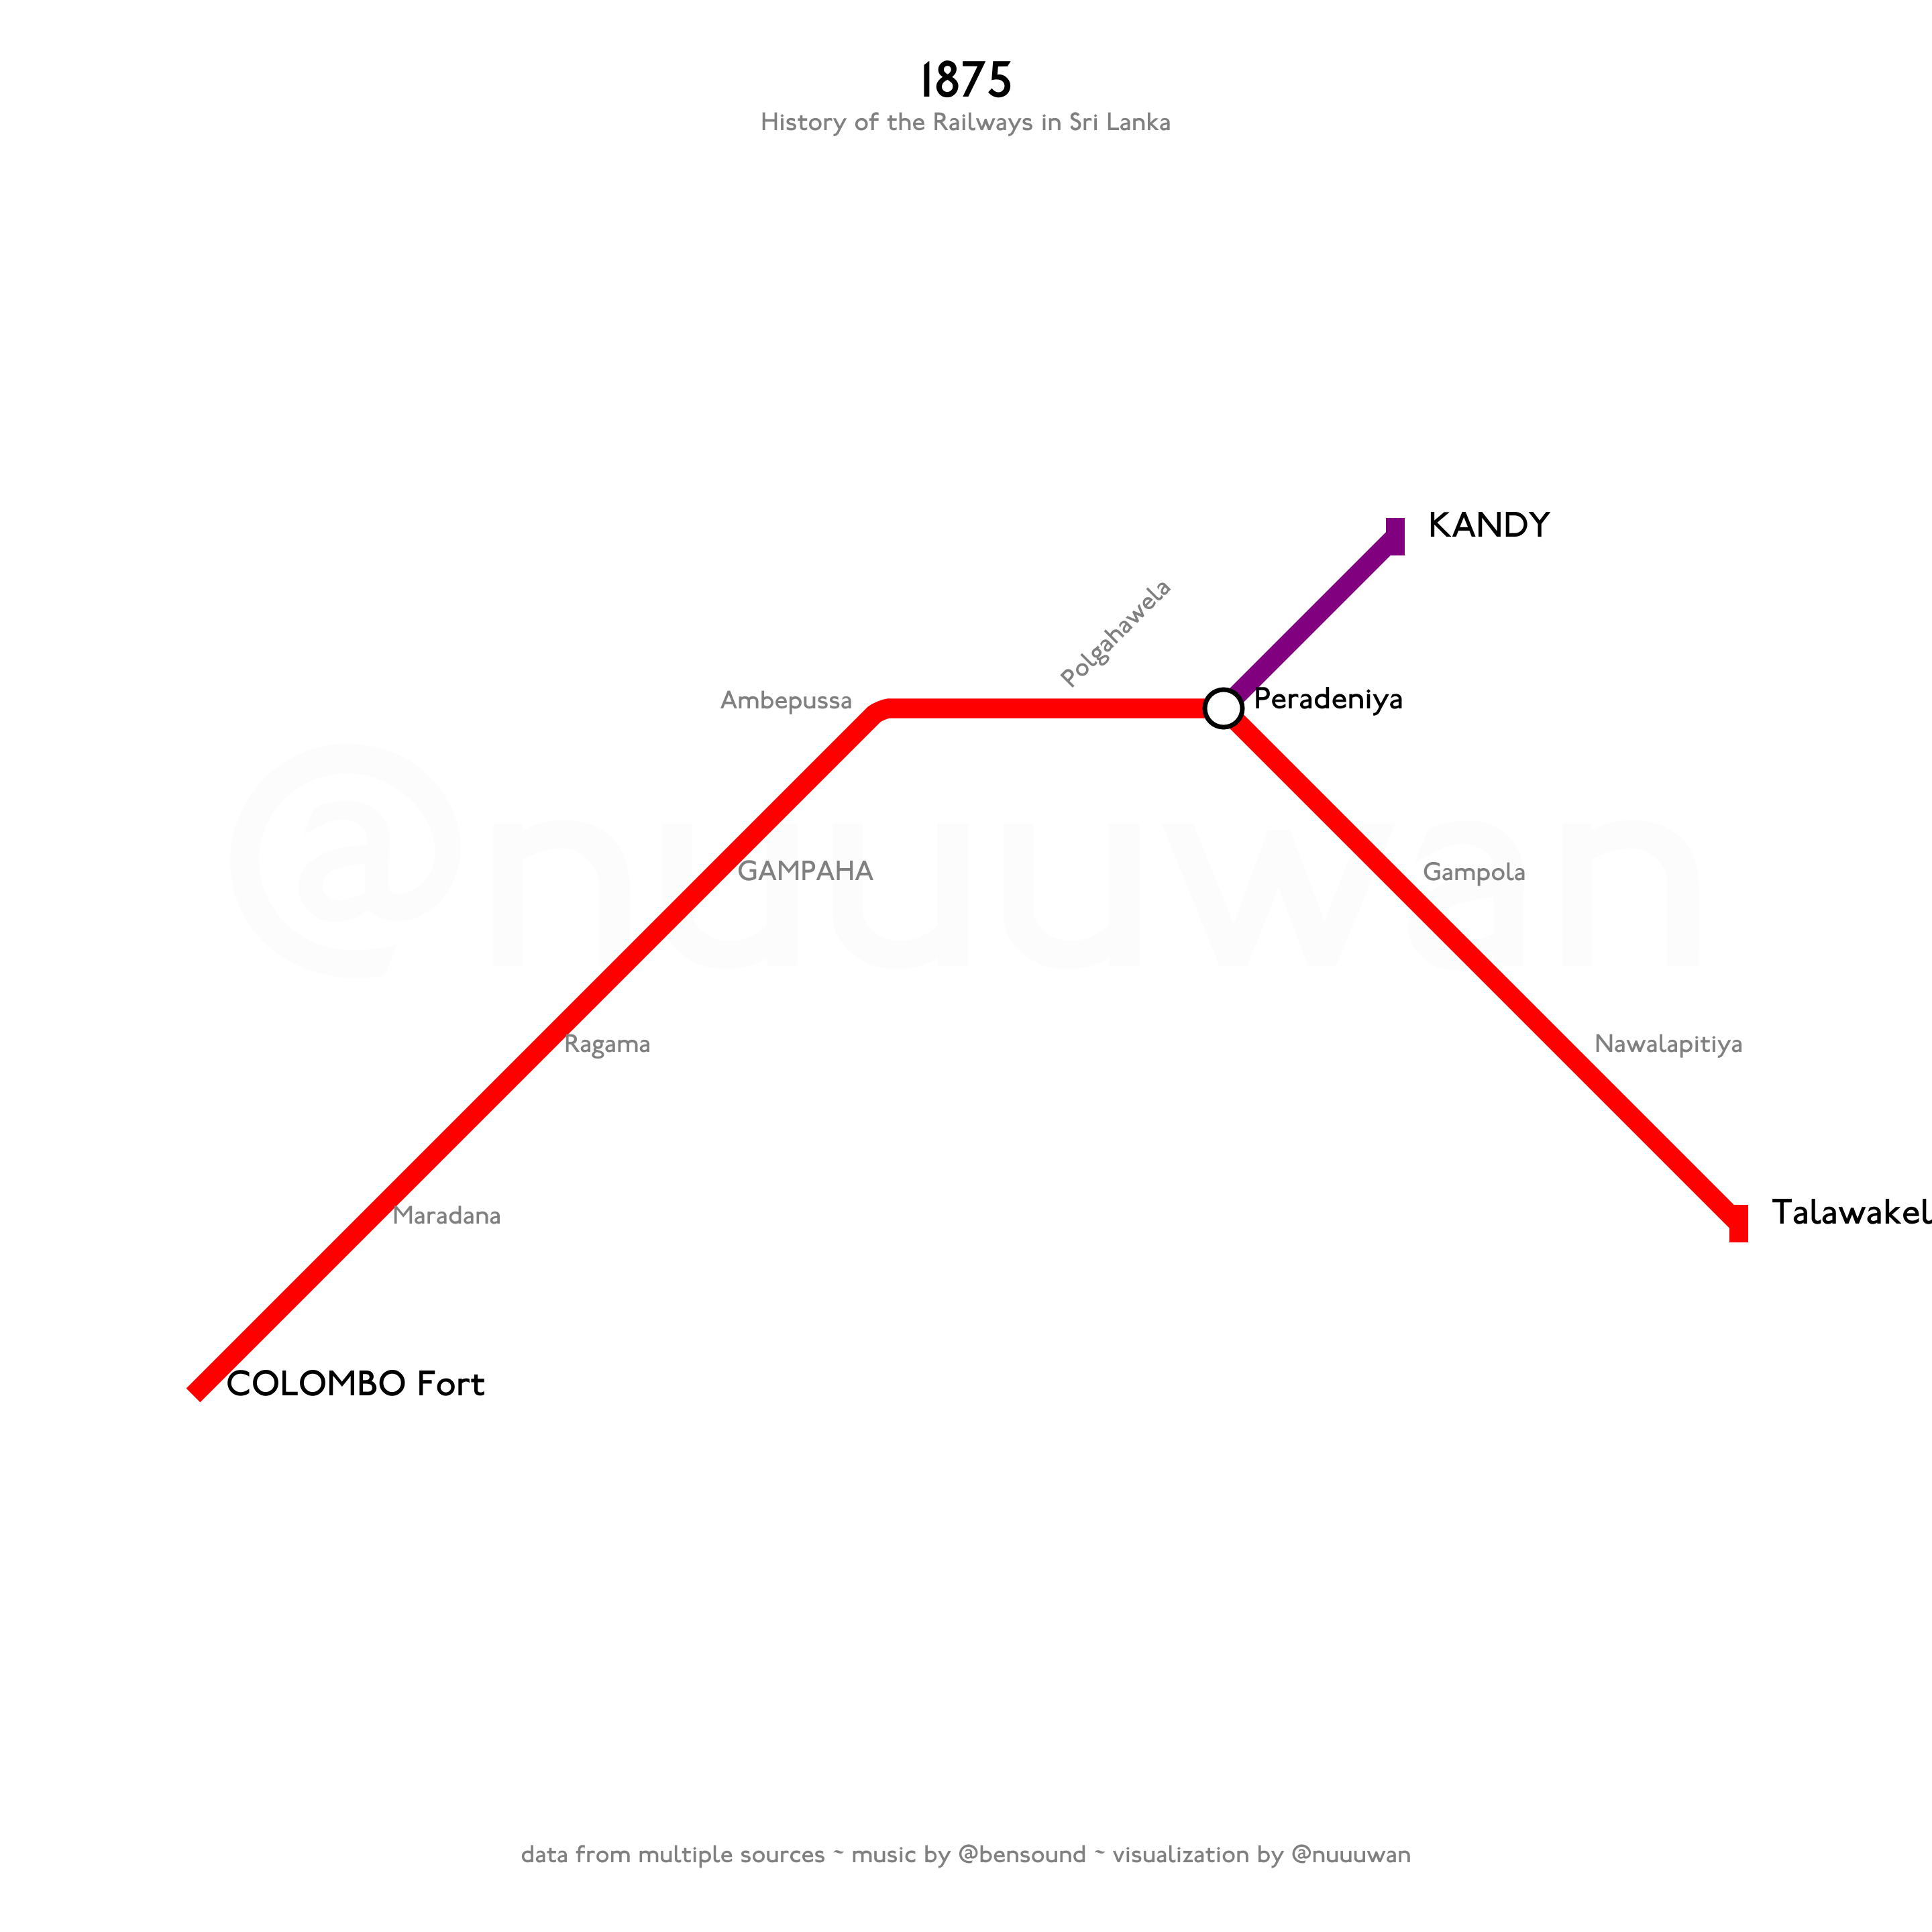 1875
History of the Railways in Sri Lanka
KANDY
Polgahawela
Ambepussa
Peradeniya
GAMPAHA
Gampola
@nuuuwan
Ragama
Nawalapitiya
Maradana
Talawakel
COLOMBO Fort
data from multiple sources ~ music by @bensound ~ visualization by @nuuuwan